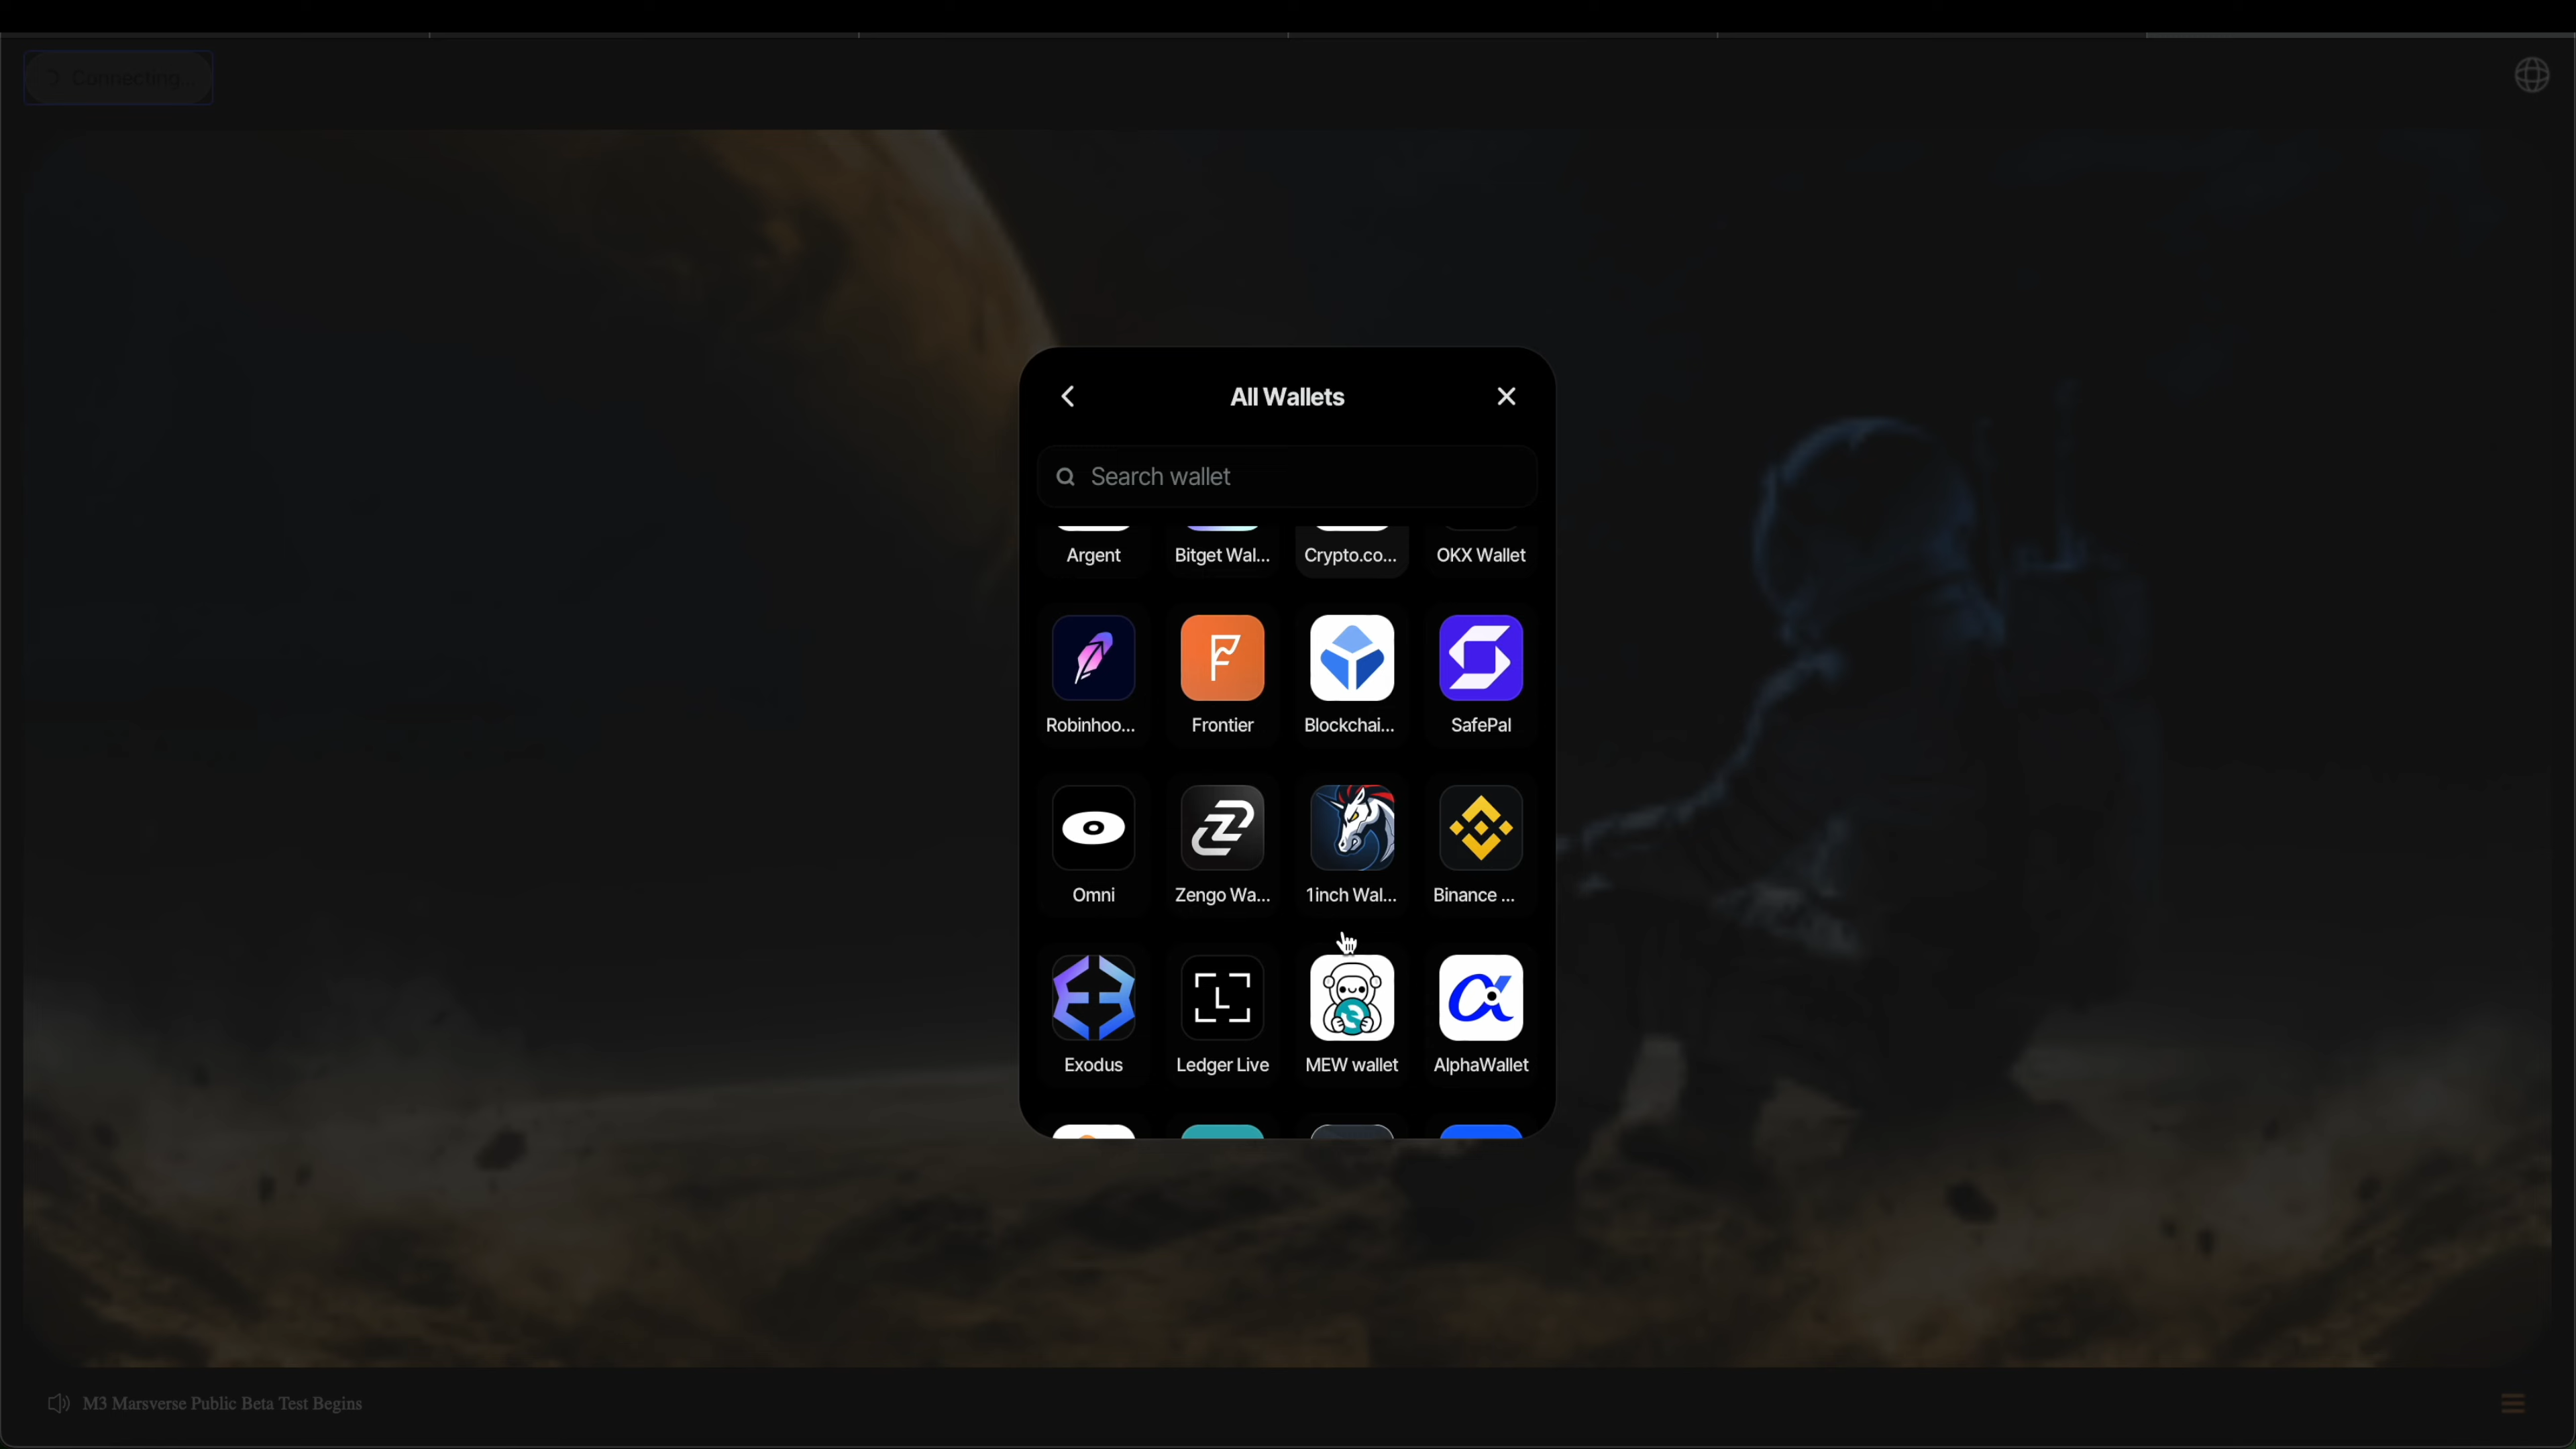 Connecting...
All Wallets
Search wallet
Argent
Bitget Wal...
Crypto.co...
OKX Wallet
Robinhoo...
Frontier
Blockchai...
SafePal
Omni
Zengo Wa...
1inch Wal...
Binance ...
Exodus
Ledger Live
MEW wallet
AlphaWallet
M3 Marsverse Public Beta Test Begins